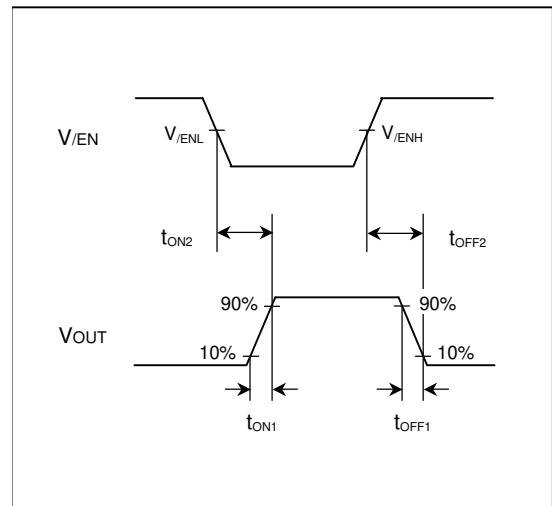 V/EN
V/ENL
V/ENH
tON2
tOFF2
90%
90%
VOUT
10%
10%
tON1
tOFF1